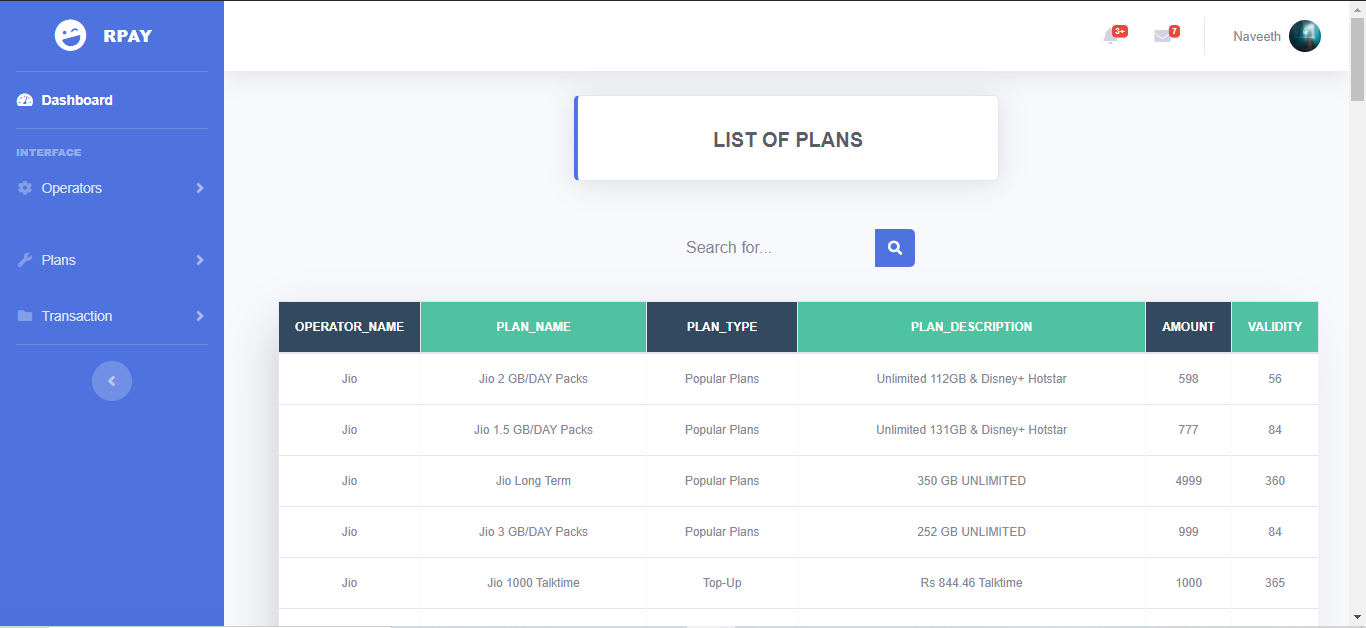 RPAY
3+
7
Naveeth
Dashboard
INTERFACE
Operators
Plans
Transaction
LIST OF PLANS
Search for...
OPERATOR_NAME PLAN_NAME PLAN_TYPE PLAN_DESCRIPTION AMOUNT VALIDITY
Jio Jio 2 GB/DAY Packs Popular Plans Unlimited 112GB & Disney+ Hotstar 598 56
Jio Jio 1.5 GB/DAY Packs Popular Plans Unlimited 131GB & Disney+ Hotstar 777 84
Jio Jio Long Term Popular Plans 350 GB UNLIMITED 4999 360
Jio Jio 3 GB/DAY Packs Popular Plans 252 GB UNLIMITED 999 84
Jio Jio 1000 Talktime Top-Up Rs 844.46 Talktime 1000 365